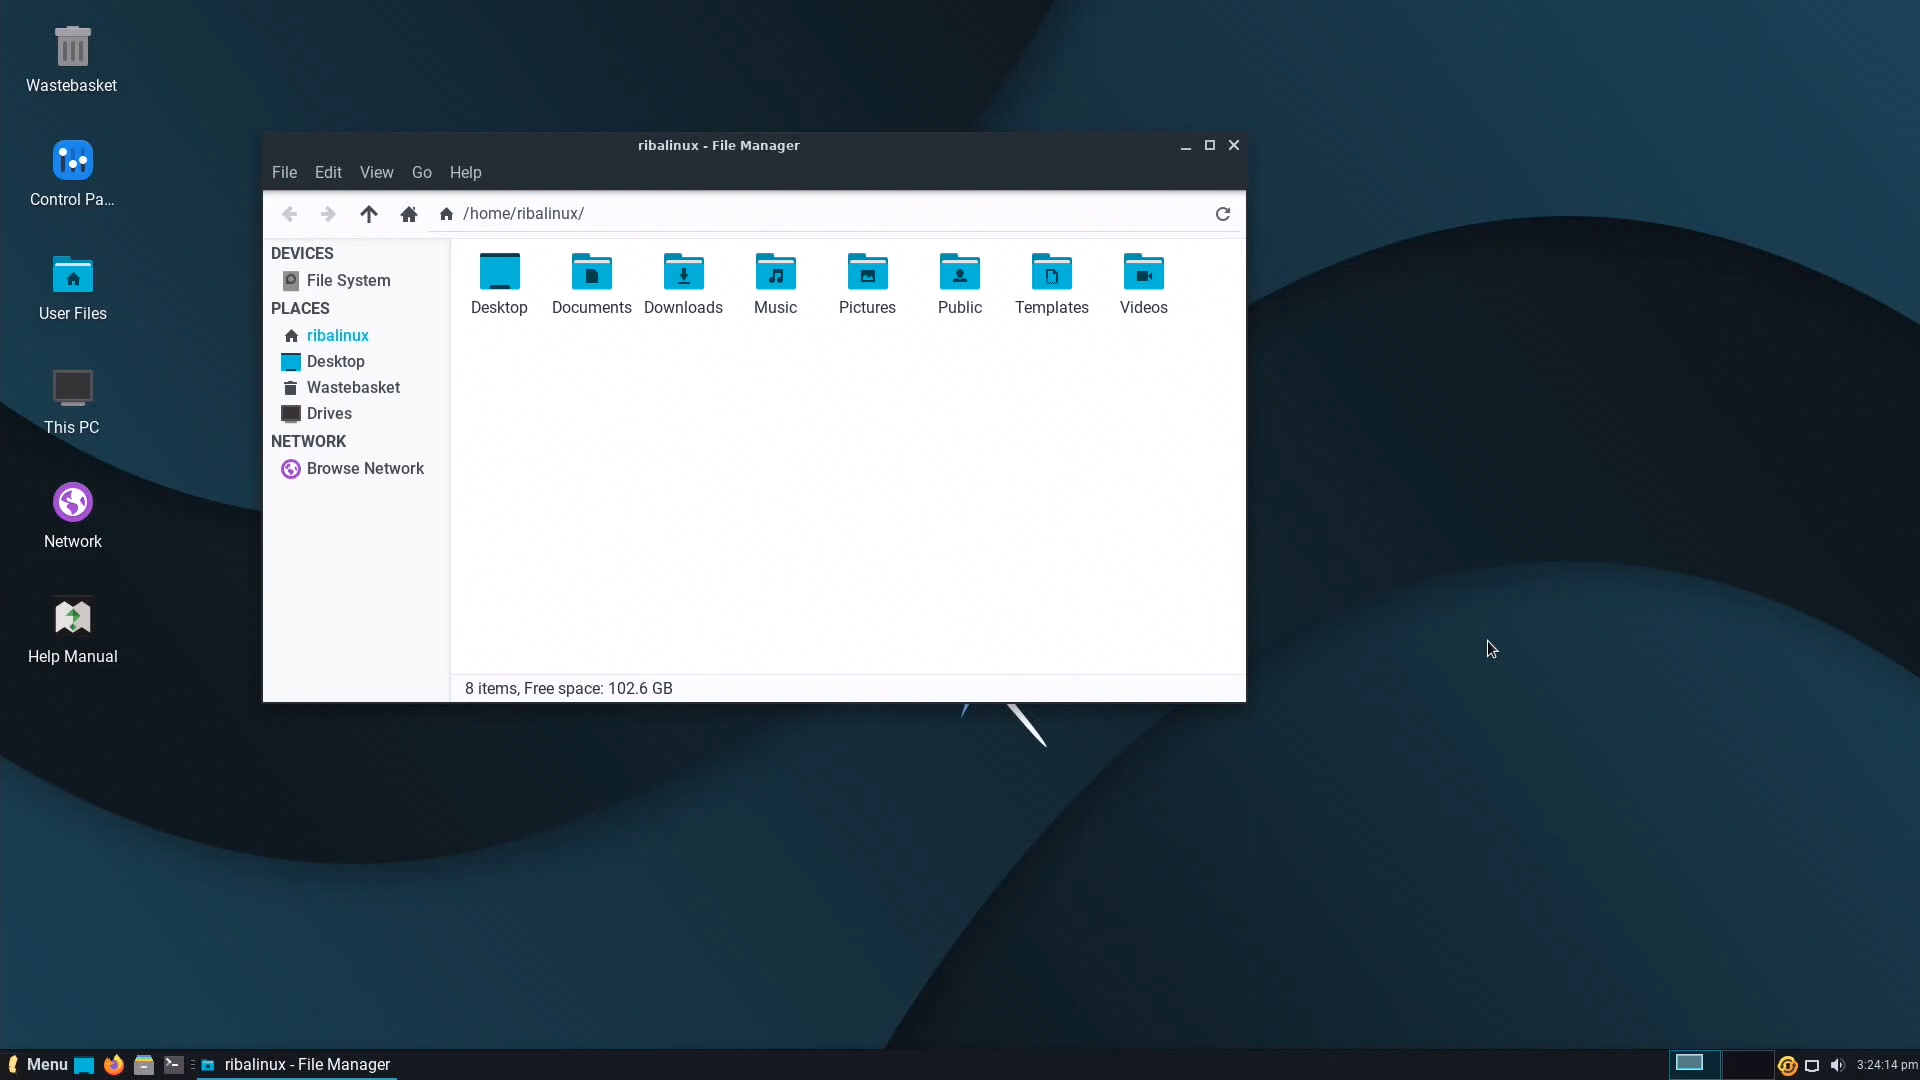 Wastebasket
Control Pa...
User Files
This PC
Network
Help Manual
ribalinux - File Manager
File Edit View Go Help
/home/ribalinux/
DEVICES
File System
PLACES
ribalinux
Desktop
Wastebasket
Drives
NETWORK
Browse Network
Desktop Documents Downloads Music Pictures Public Templates Videos
8 items, Free space: 102.6 GB
Menu ribalinux - File Manager 3:24:14 pm